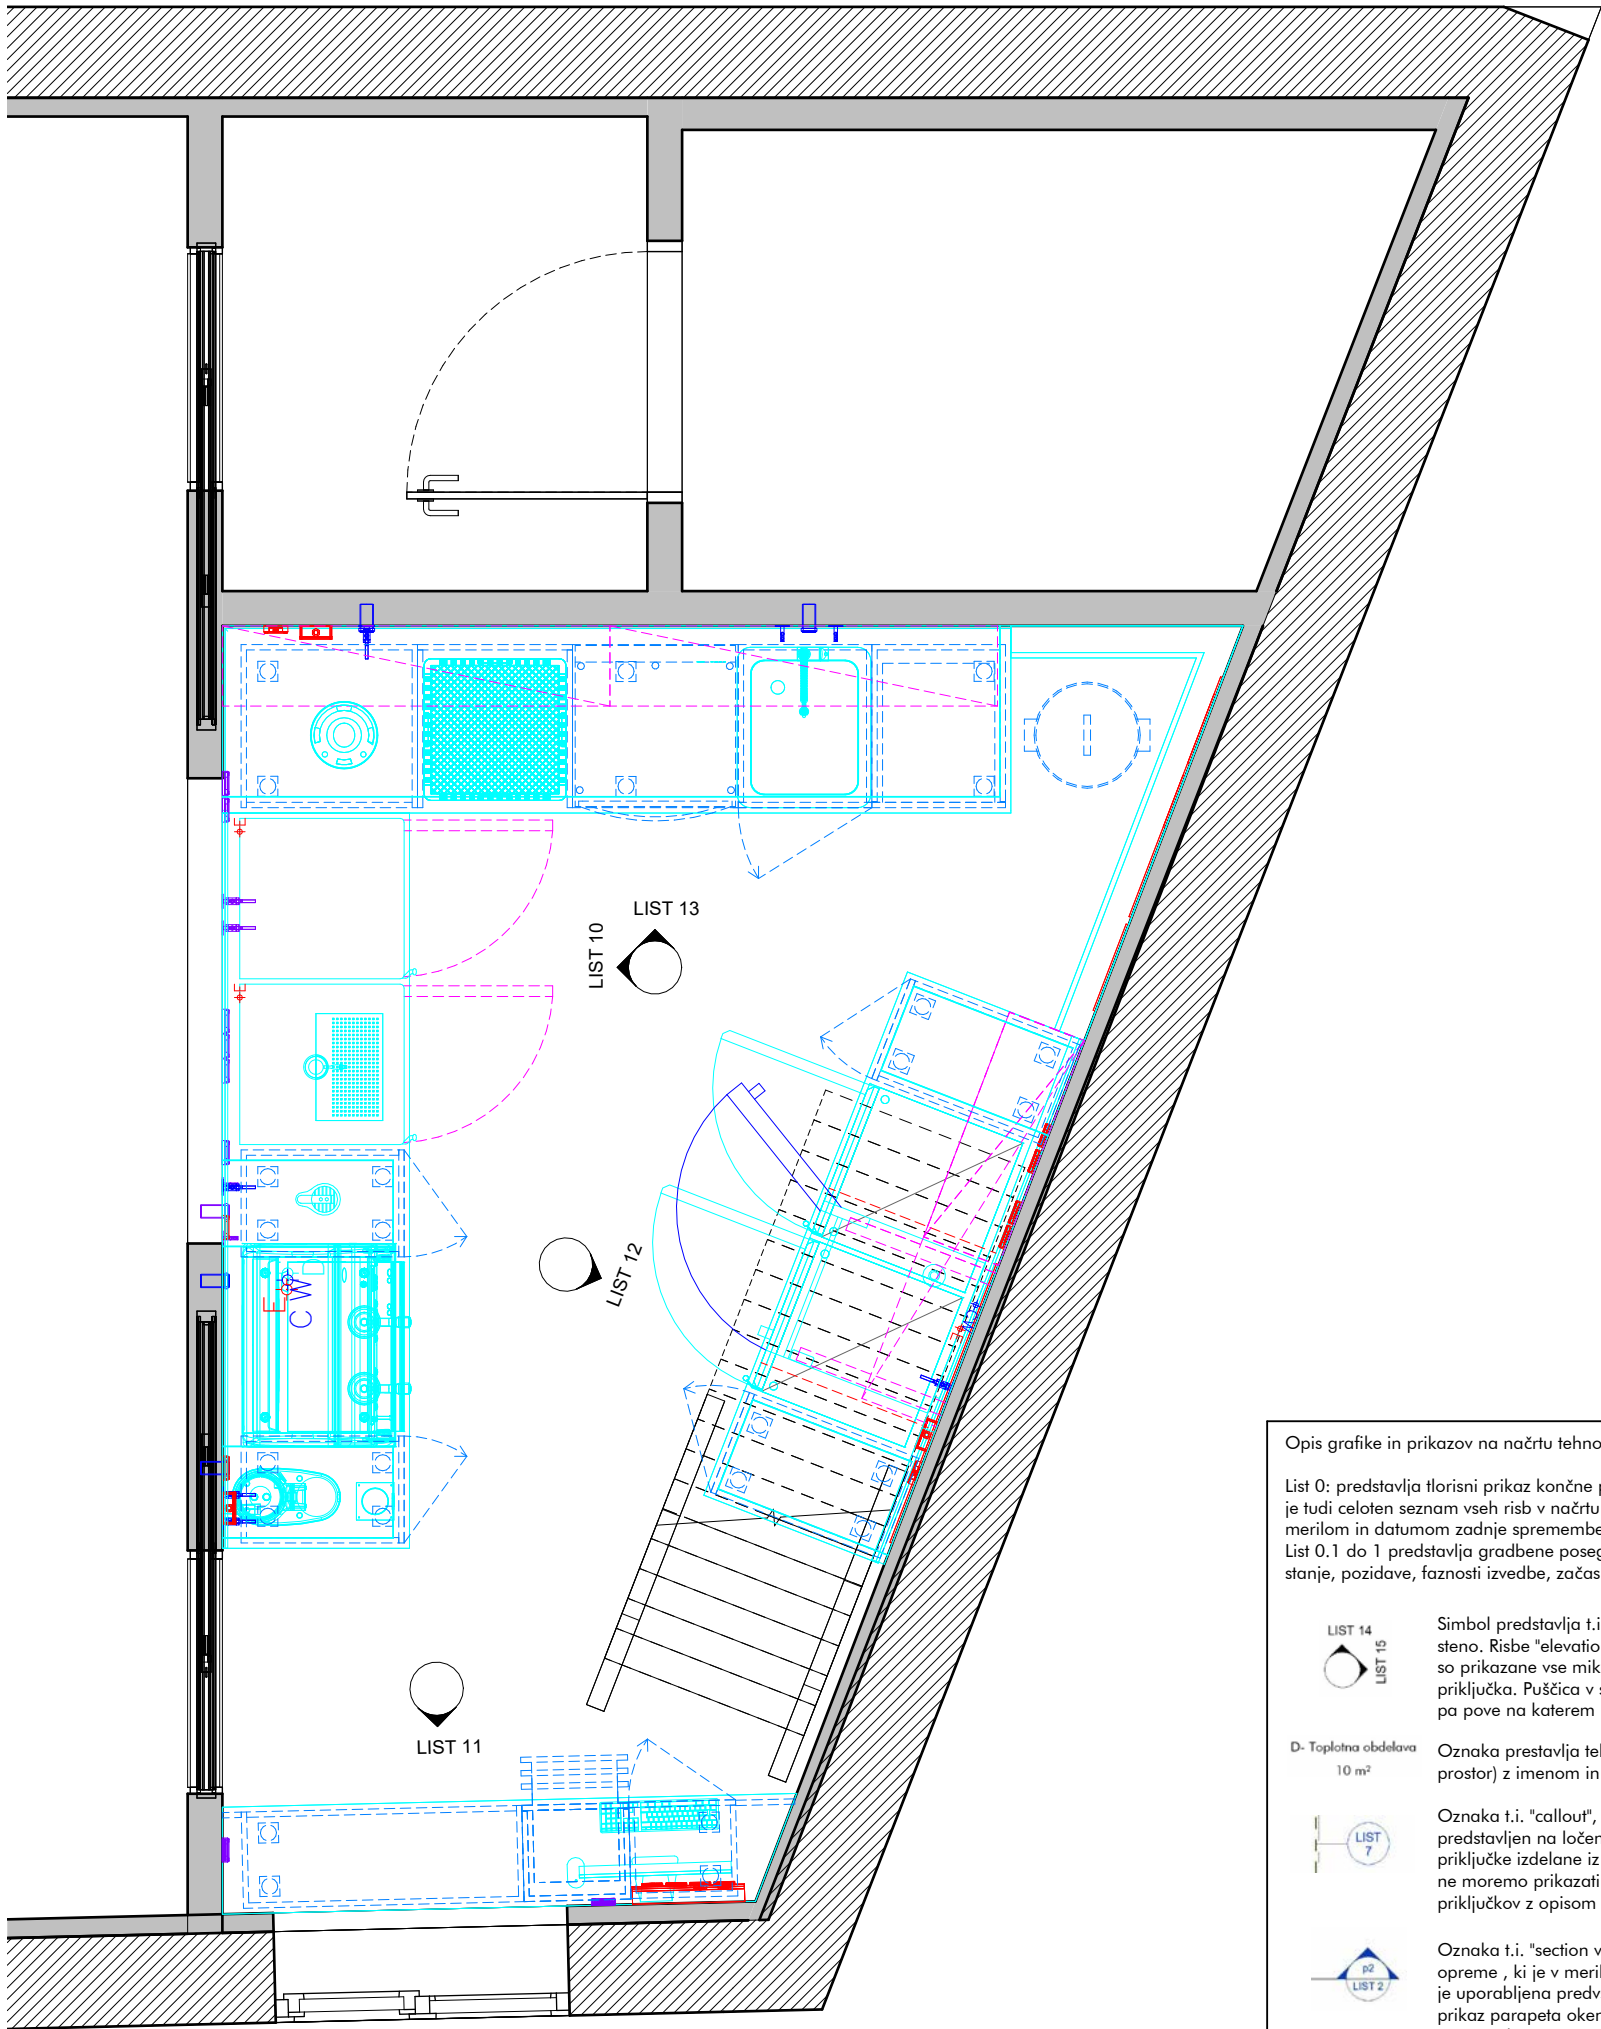 LIST 13
LIST 10
LIST 12
C W
E
CW
E
LIST 11
Opis grafike in prikazov na načrtu tehno
List 0: predstavlja tlorisni prikaz končne p
je tudi celoten seznam vseh risb v načrtu
merilom in datumom zadnje spremembe
List 0.1 do 1 predstavlja gradbene poseg
stanje, pozidave, faznosti izvedbe, začas
LIST 14
LIST 15
Simbol predstavlja t.i
steno. Risbe "elevatio
so prikazane vse mik
priključka. Puščica v s
pa pove na katerem
D- Toplotna obdelava
10 m²
Oznaka prestavlja tel
prostor) z imenom in
LIST
7
Oznaka t.i. "callout",
predstavljen na ločen
priključke izdelane iz
ne moremo prikazati
priključkov z opisom
p2
LIST 2
Oznaka t.i. "section v
opreme , ki je v meril
je uporabljena predv
prikaz parapeta oken